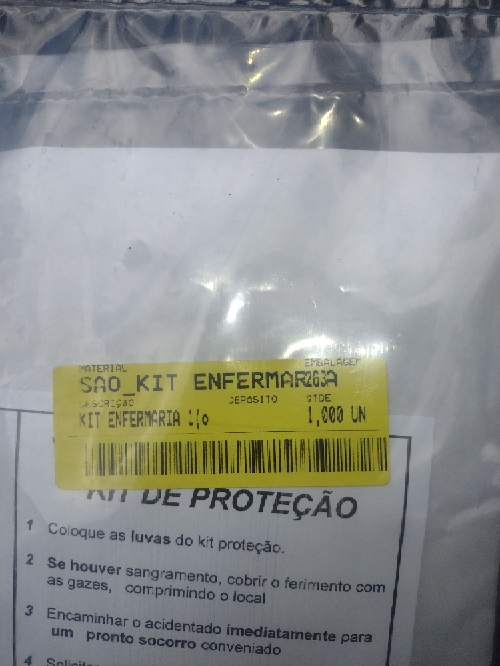 MATERIAL
EMBALAGEM
SAO_KIT ENFERMAR
DESCRIÇÃO
DEPÓSITO
QTDE
KIT ENFERMARIA
1,000 UN
KIT DE PROTEÇÃO
1 Coloque as luvas do kit proteção.
2 Se houver sangramento, cobrir o ferimento com
as gazes, comprimindo o local
3 Encaminhar o acidentado imediatamente para
um pronto socorro conveniado
4